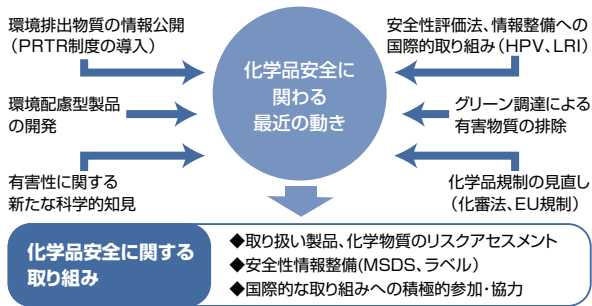 環境排出物質の情報公開
(PRTR制度の導入)
環境配慮型製品
の開発
有害性に関する
新たな科学的知見
化学品安全に
関わる
最近の動き
安全性評価法、情報整備への
国際的取り組み(HPV、LRI)
グリーン調達による
有害物質の排除
化学品規制の見直し
(化審法、EU規制)
化学品安全に関する
取り組み
◆取り扱い製品、化学物質のリスクアセスメント
◆安全性情報整備(MSDS、ラベル)
◆国際的な取り組みへの積極的参加・協力